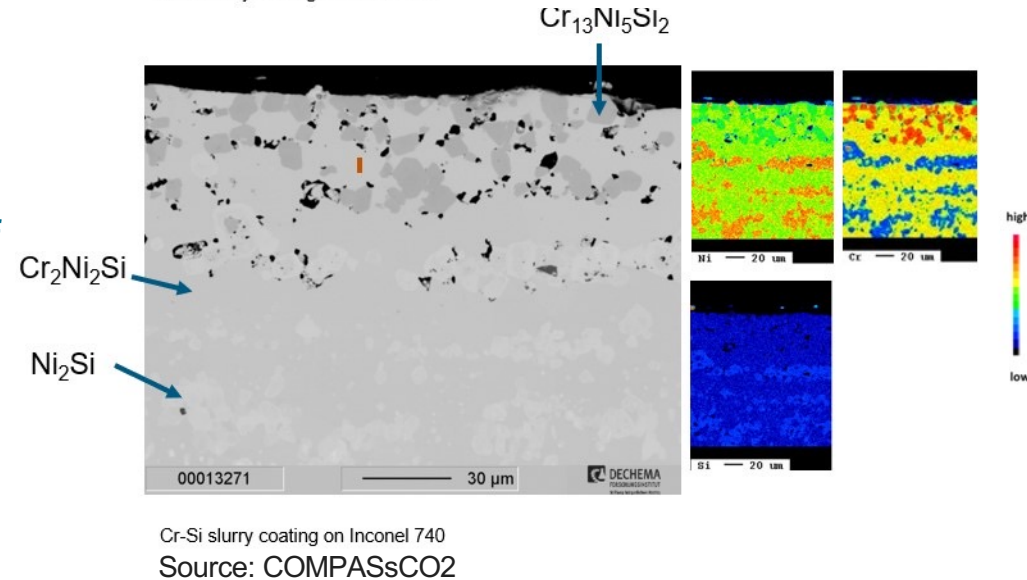 Cr₁₃Ni₅Si₂
Cr₂Ni₂Si
Ni₂Si
00013271
30 µm
DECHEMA
FORSCHUNGSINSTITUT
Ni 20 um
Cr 20 um
high
low
Si 20 um
Cr-Si slurry coating on Inconel 740
Source: COMPASsCO2